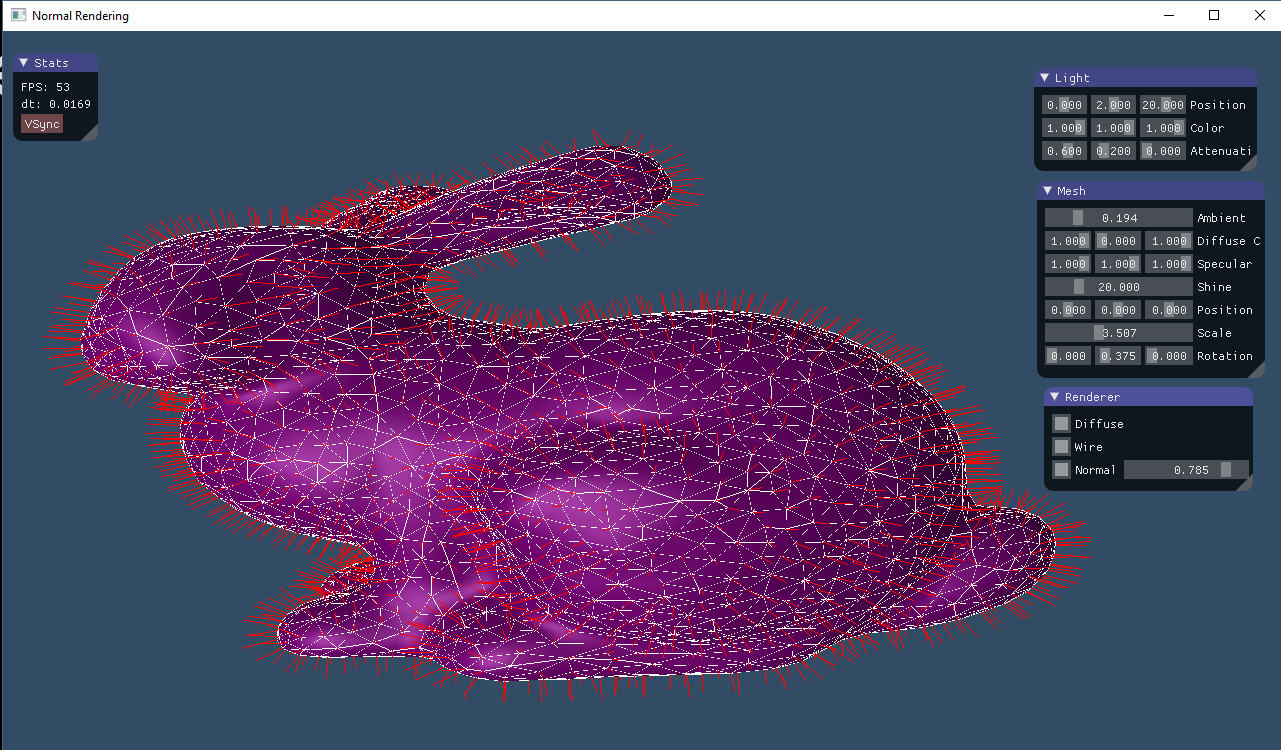 Normal Rendering
Stats
FPS: 53
dt: 0.0169
VSync
Light
0.000 2.000 20.000 Position
1.000 1.000 1.000 Color
0.600 0.200 0.000 Attenuati
Mesh
0.194 Ambient
1.000 0.000 1.000 Diffuse C
1.000 1.000 1.000 Specular
20.000 Shine
0.000 0.000 0.000 Position
3.507 Scale
0.000 0.375 0.000 Rotation
Renderer
Diffuse
Wire
Normal 0.785